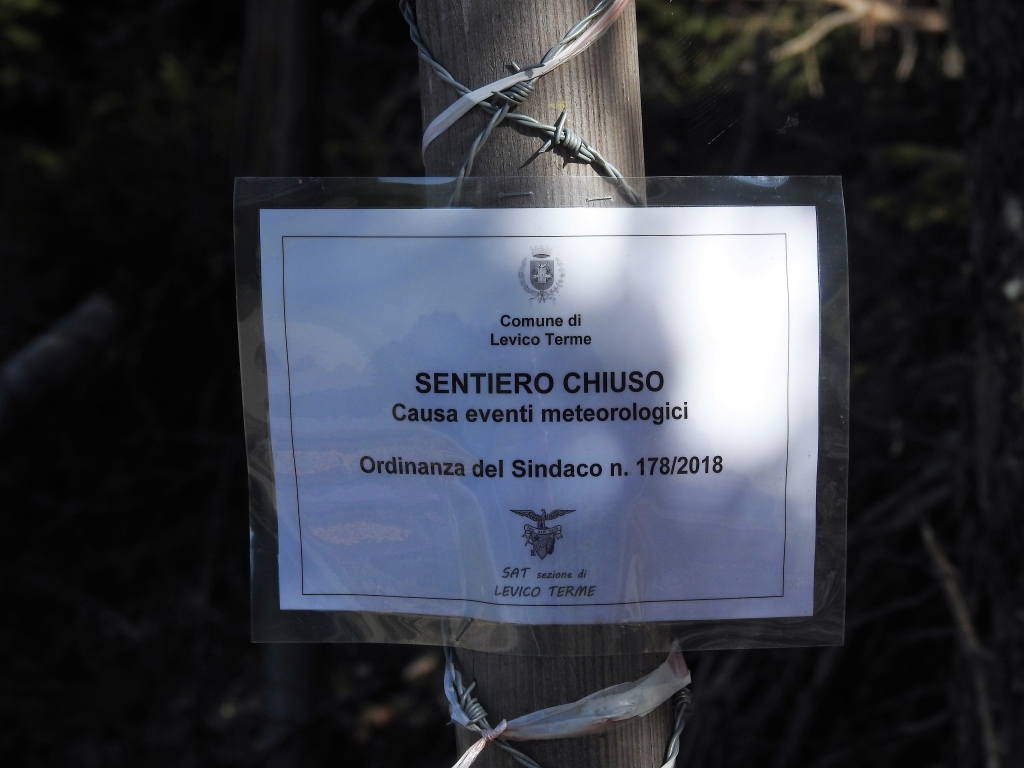 Comune di
Levico Terme
SENTIERO CHIUSO
Causa eventi meteorologici
Ordinanza del Sindaco n. 178/2018
SAT sezione di
LEVICO TERME